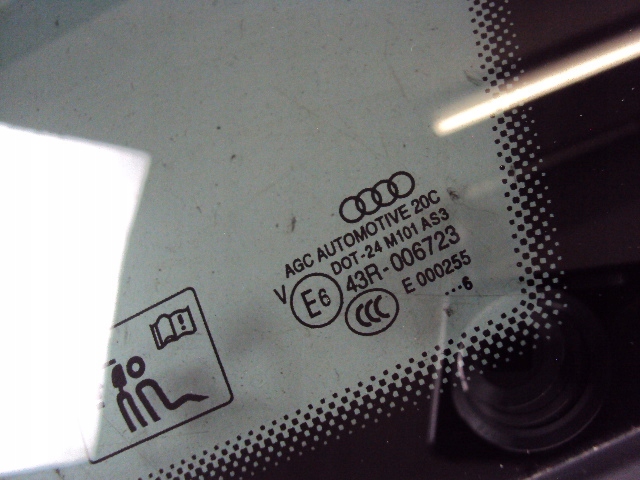 AGC AUTOMOTIVE 20C
DOT-24 M101 AS3
V E6 43R-006723
CCC E 000255
...6